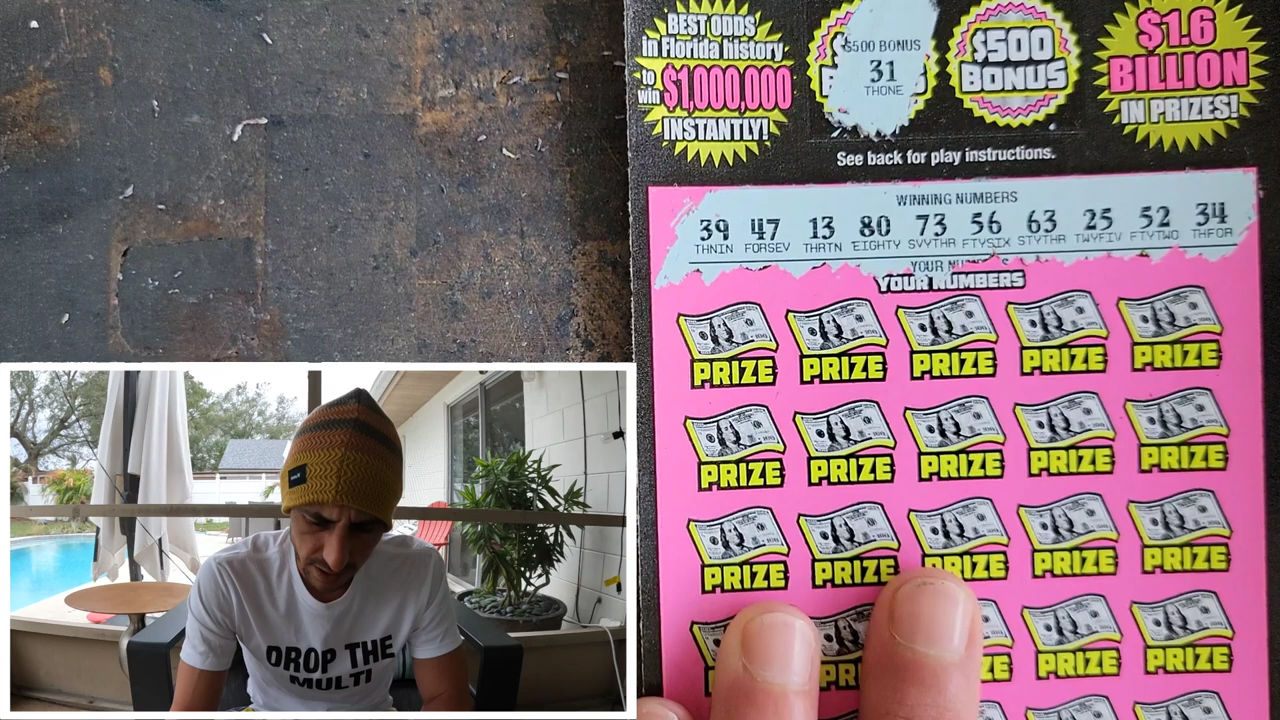 BEST ODDS
in Florida history
to win $1,000,000
INSTANTLY!
$500 BONUS
31
THONE
$500
BONUS
$1.6
BILLION
IN PRIZES!
See back for play instructions.
WINNING NUMBERS
39 47 13 80 73 56 63 25 52 34
THNIN FORSEV THRTN EIGHTY SVYTHR FTYSIX STYTHR TWYFIV FTYTWO THFOR
YOUR NUMBERS
PRIZE PRIZE PRIZE PRIZE PRIZE
PRIZE PRIZE PRIZE PRIZE PRIZE
PRIZE PRIZE PRIZE PRIZE PRIZE
PRIZE PRIZE PRIZE
DROP THE
MULTI